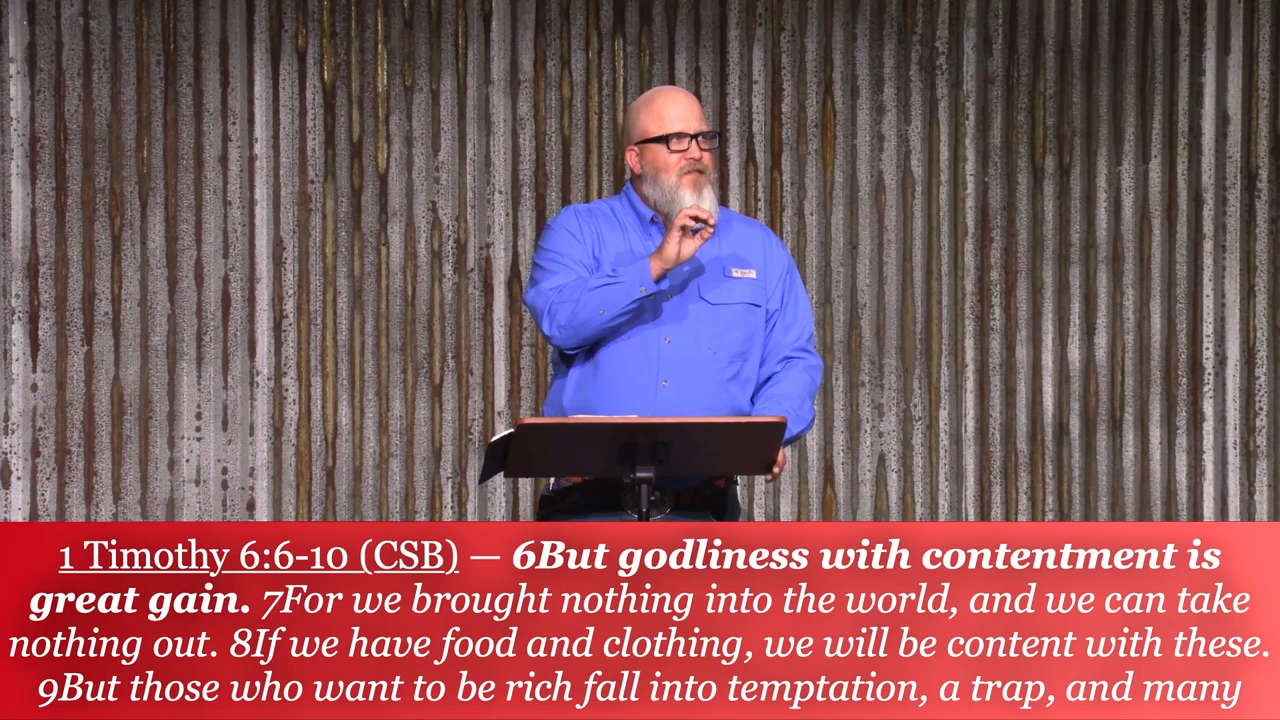 1 Timothy 6:6-10 (CSB) — 6But godliness with contentment is
great gain. 7For we brought nothing into the world, and we can take
nothing out. 8If we have food and clothing, we will be content with these.
9But those who want to be rich fall into temptation, a trap, and many